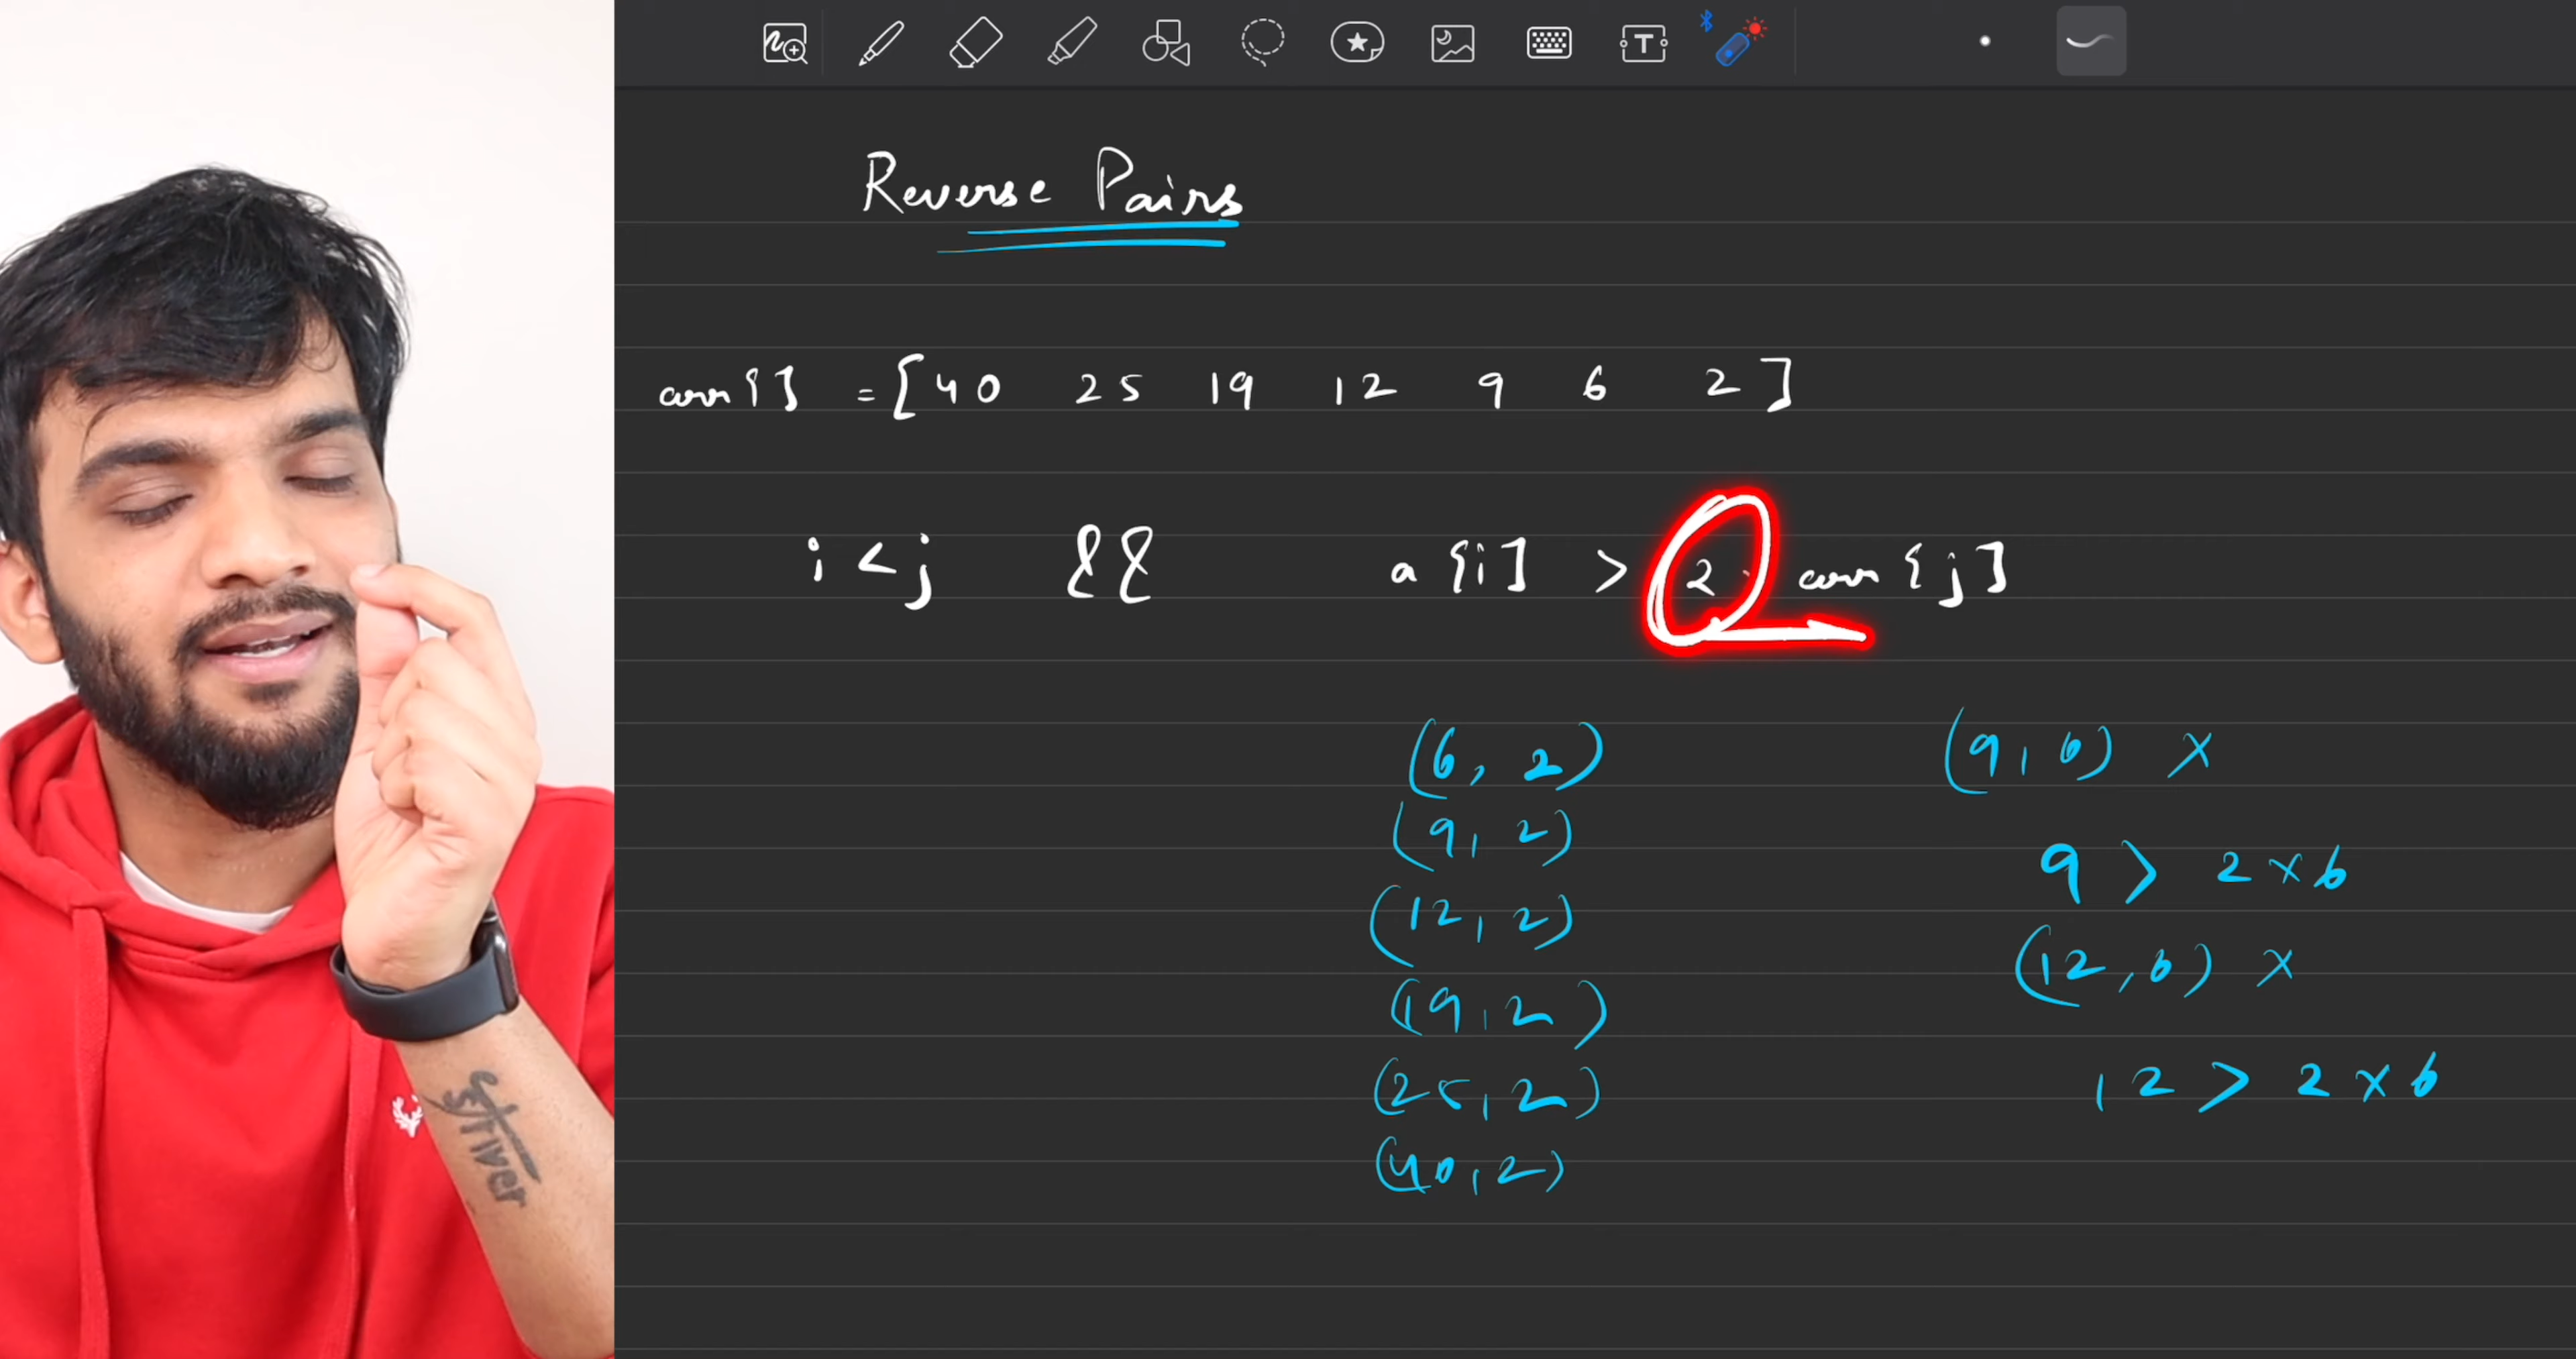 Reverse Pairs
arr[] = [40 25 19 12 9 6 2]
i < j && a[i] > 2 · arr[j]
(6, 2)
(9, 2)
(12, 2)
(19, 2)
(25, 2)
(40, 2)
(9, 6) x
9 > 2 x 6
(12, 6) x
12 > 2 x 6
Striver
T